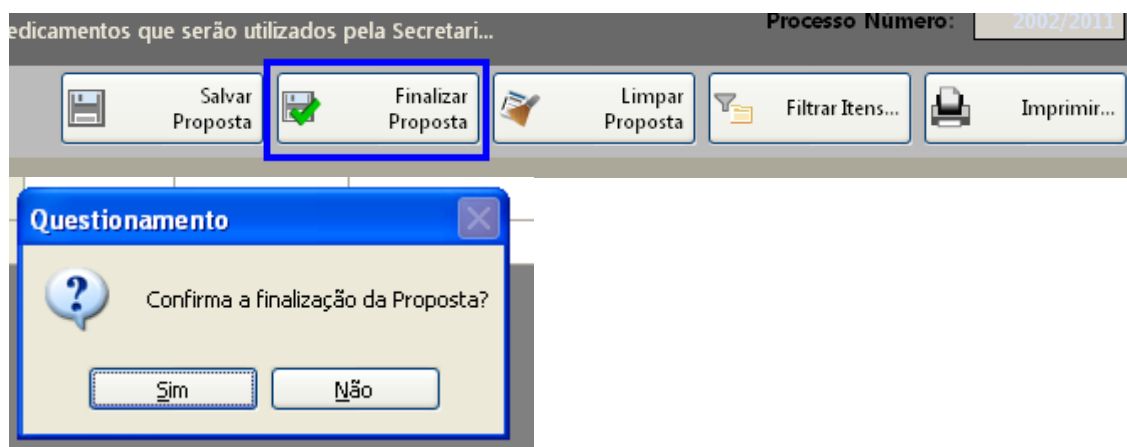 edicamentos que serão utilizados pela Secretari...
Processo Número: 2002/2011
Salvar
Proposta
Finalizar
Proposta
Limpar
Proposta
Filtrar Itens...
Imprimir...
Questionamento
Confirma a finalização da Proposta?
Sim
Não